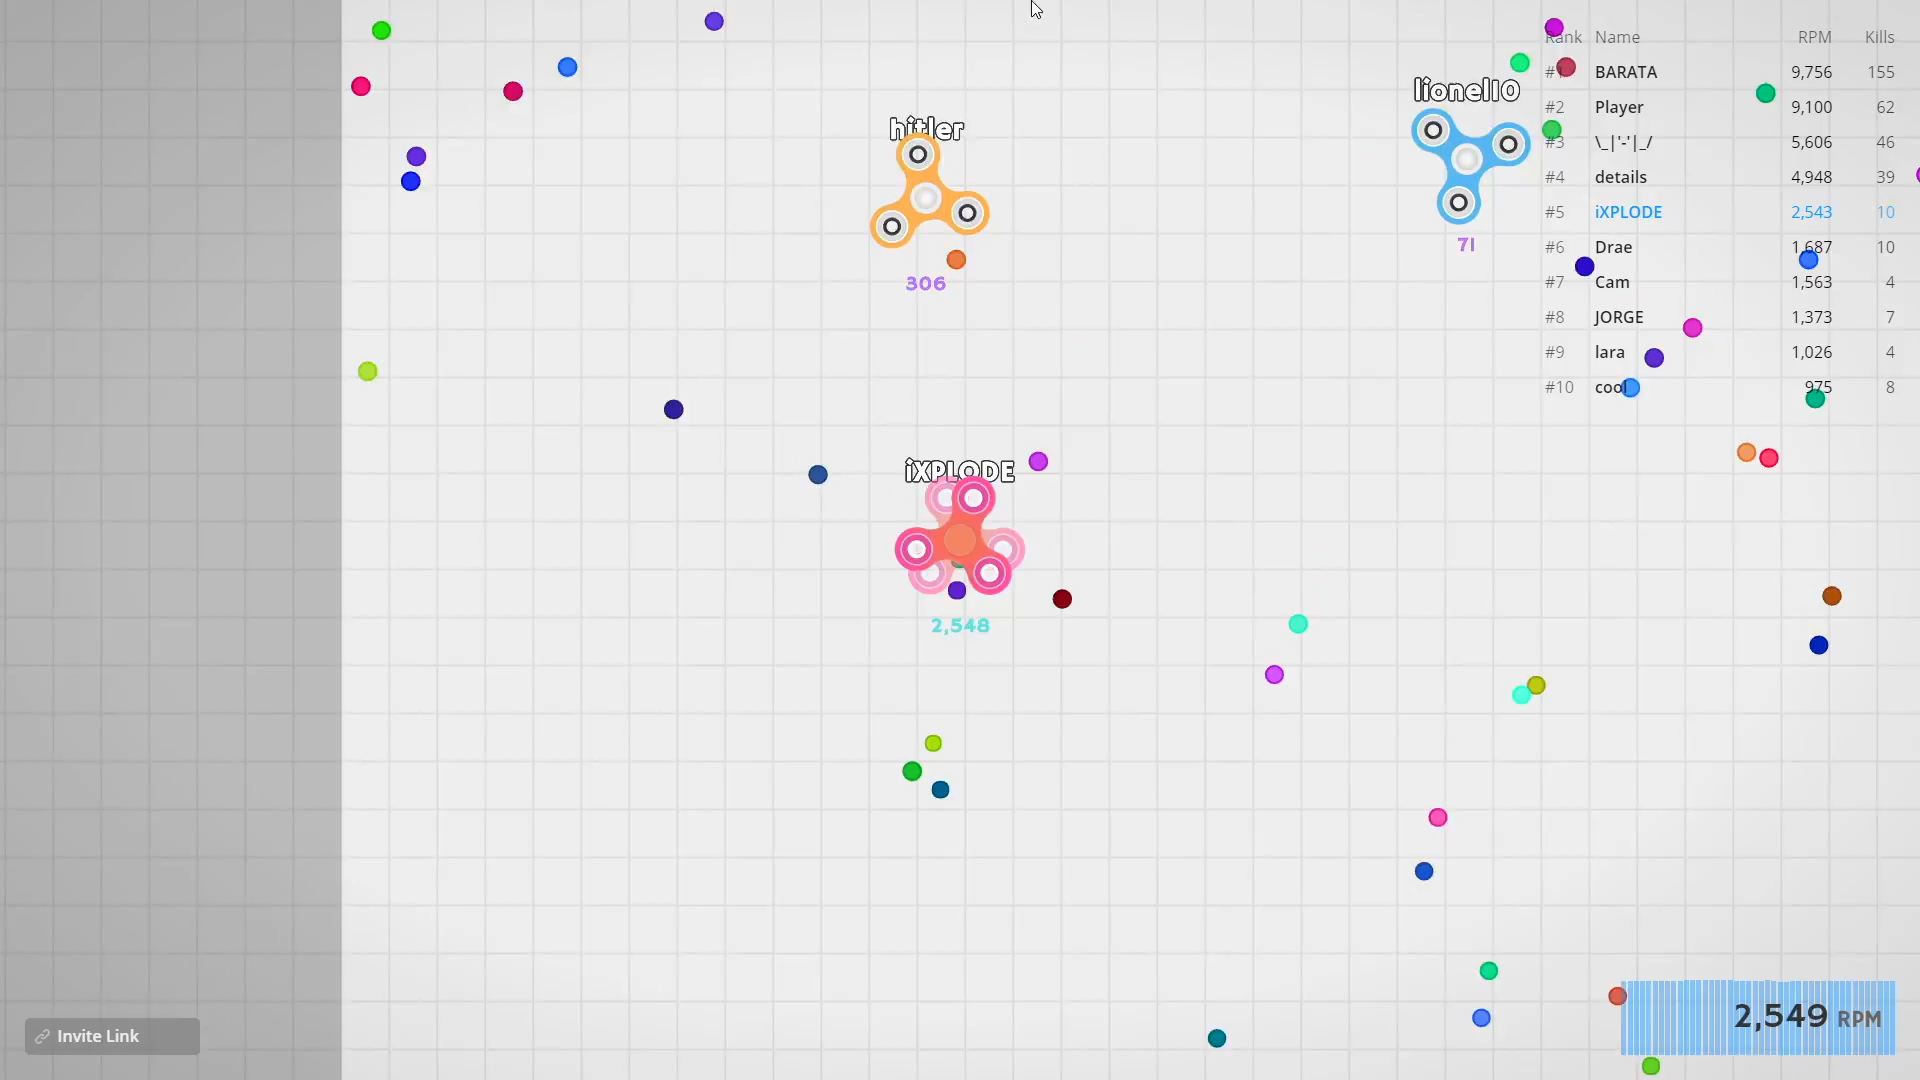 Rank Name RPM Kills
#1 BARATA 9,756 155
#2 Player 9,100 62
#3 \_|'-'|_/ 5,606 46
#4 details 4,948 39
#5 iXPLODE 2,543 10
#6 Drae 1,687 10
#7 Cam 1,563 4
#8 JORGE 1,373 7
#9 lara 1,026 4
#10 cool 975 8
lionel10
71
hitler
306
iXPLODE
2,548
Invite Link
2,549 RPM